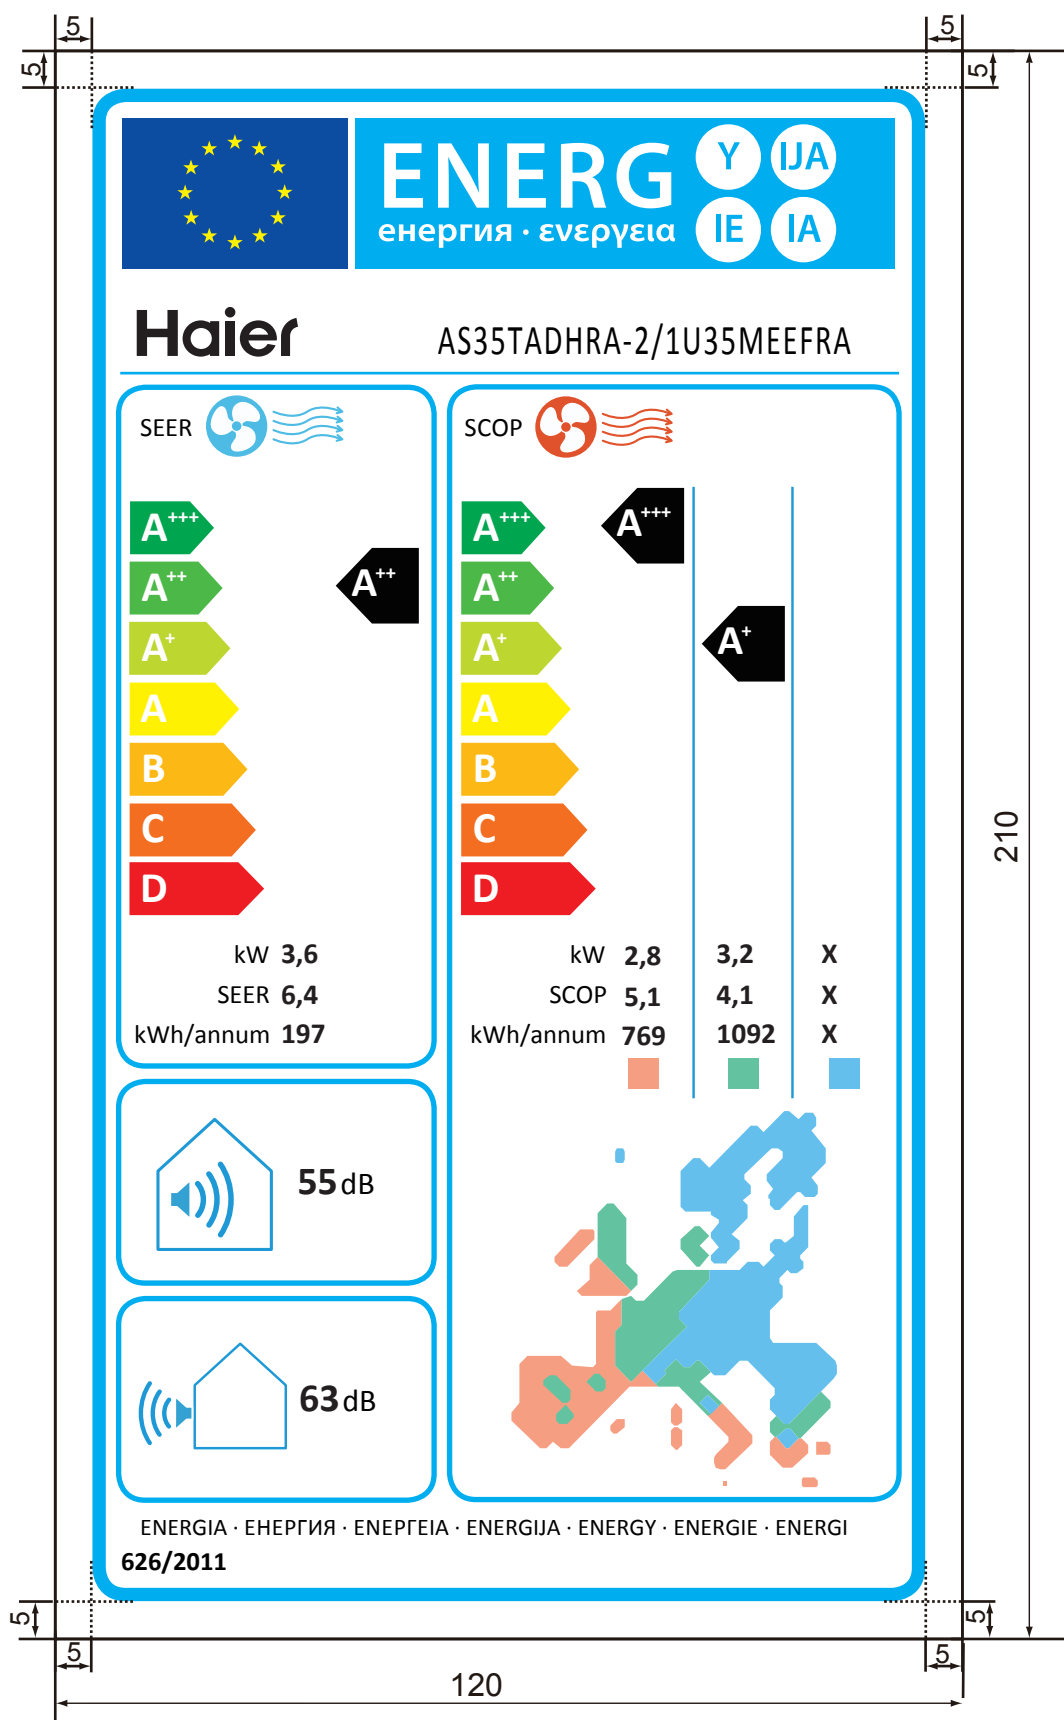 5
5
5
5
ENERG Y IJA
енергия · ενεργεια IE IA
Haier AS35TADHRA-2/1U35MEEFRA
SEER
A+++
A++
A+
A
B
C
D
A++
kW 3,6
SEER 6,4
kWh/annum 197
SCOP
A+++
A++
A+
A
B
C
D
A+++
A+
kW 2,8 3,2 X
SCOP 5,1 4,1 X
kWh/annum 769 1092 X
55 dB
63 dB
ENERGIA · ЕНЕРГИЯ · ΕΝΕΡΓΕΙΑ · ENERGIJA · ENERGY · ENERGIE · ENERGI
626/2011
210
5
5
5
5
120